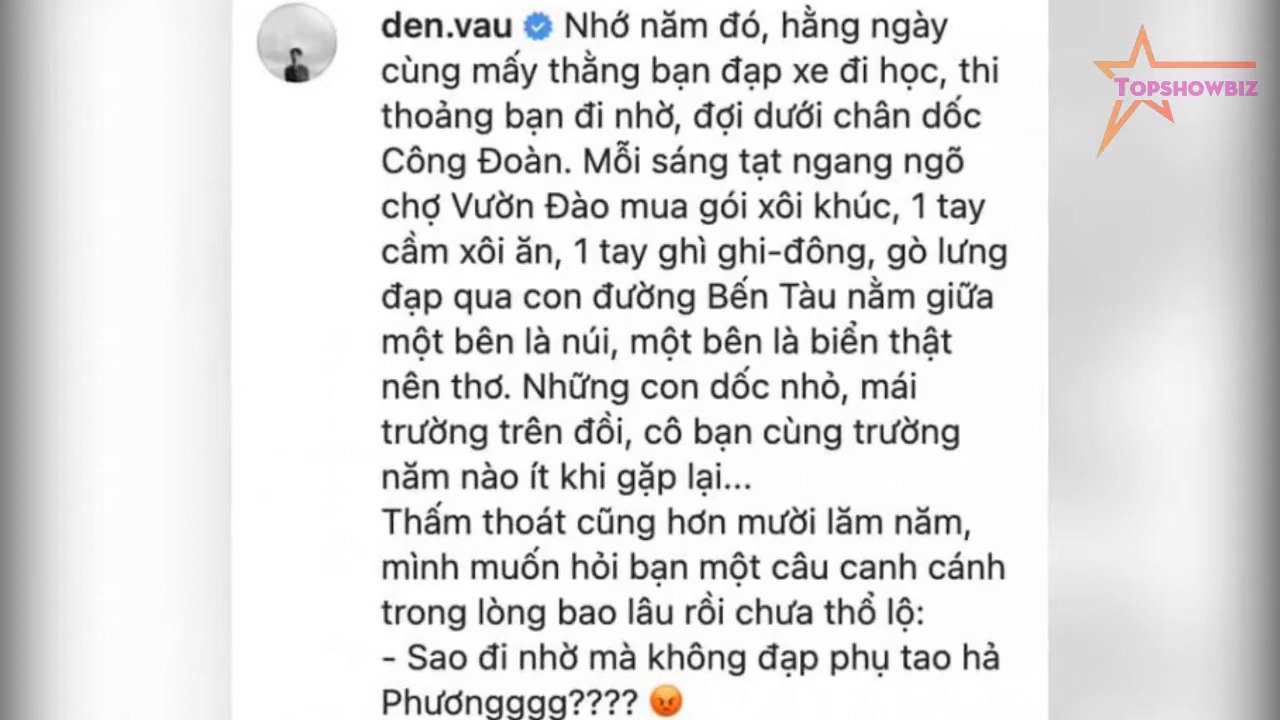 den.vau Nhớ năm đó, hằng ngày
cùng mấy thằng bạn đạp xe đi học, thi
thoảng bạn đi nhờ, đợi dưới chân dốc
Công Đoàn. Mỗi sáng tạt ngang ngõ
chợ Vườn Đào mua gói xôi khúc, 1 tay
cầm xôi ăn, 1 tay ghì ghi-đông, gò lưng
đạp qua con đường Bến Tàu nằm giữa
một bên là núi, một bên là biển thật
nên thơ. Những con dốc nhỏ, mái
trường trên đồi, cô bạn cùng trường
năm nào ít khi gặp lại...
Thấm thoát cũng hơn mười lăm năm,
mình muốn hỏi bạn một câu canh cánh
trong lòng bao lâu rồi chưa thổ lộ:
- Sao đi nhờ mà không đạp phụ tao hả
Phươngggg???? 😡
TOPSHOWBIZ